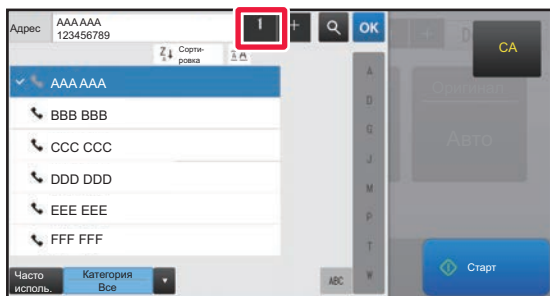 Адрес
AAA AAA
123456789
1
+
OK
CA
Сорти-
ровка
AAA AAA
BBB BBB
CCC CCC
DDD DDD
EEE EEE
FFF FFF
A
D
G
J
M
P
T
W
Оригинал
Авто
Часто
исполь.
Категория
Все
ABC
Старт